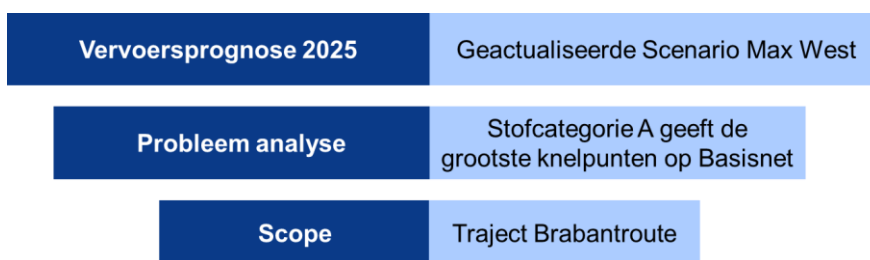 Vervoersprognose 2025
Geactualiseerde Scenario Max West
Probleem analyse
Stofcategorie A geeft de
grootste knelpunten op Basisnet
Scope
Traject Brabantroute